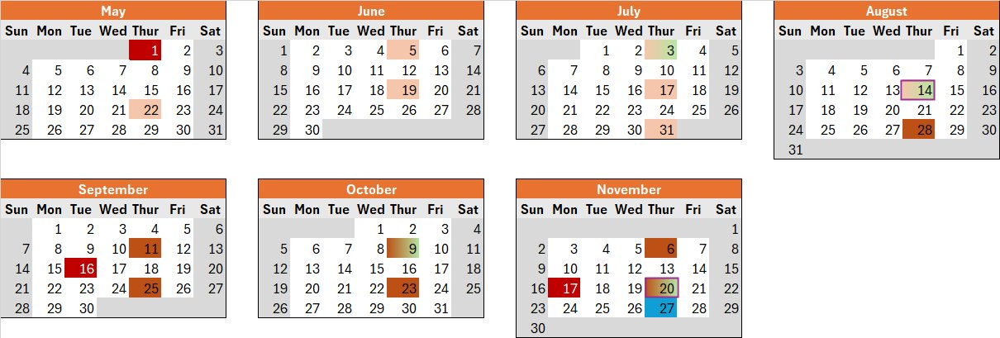 May
Sun Mon Tue Wed Thur Fri Sat
1 2 3
4 5 6 7 8 9 10
11 12 13 14 15 16 17
18 19 20 21 22 23 24
25 26 27 28 29 30 31
June
Sun Mon Tue Wed Thur Fri Sat
1 2 3 4 5 6 7
8 9 10 11 12 13 14
15 16 17 18 19 20 21
22 23 24 25 26 27 28
29 30
July
Sun Mon Tue Wed Thur Fri Sat
1 2 3 4 5
6 7 8 9 10 11 12
13 14 15 16 17 18 19
20 21 22 23 24 25 26
27 28 29 30 31
August
Sun Mon Tue Wed Thur Fri Sat
1 2
3 4 5 6 7 8 9
10 11 12 13 14 15 16
17 18 19 20 21 22 23
24 25 26 27 28 29 30
31
September
Sun Mon Tue Wed Thur Fri Sat
1 2 3 4 5 6
7 8 9 10 11 12 13
14 15 16 17 18 19 20
21 22 23 24 25 26 27
28 29 30
October
Sun Mon Tue Wed Thur Fri Sat
1 2 3 4
5 6 7 8 9 10 11
12 13 14 15 16 17 18
19 20 21 22 23 24 25
26 27 28 29 30 31
November
Sun Mon Tue Wed Thur Fri Sat
1
2 3 4 5 6 7 8
9 10 11 12 13 14 15
16 17 18 19 20 21 22
23 24 25 26 27 28 29
30